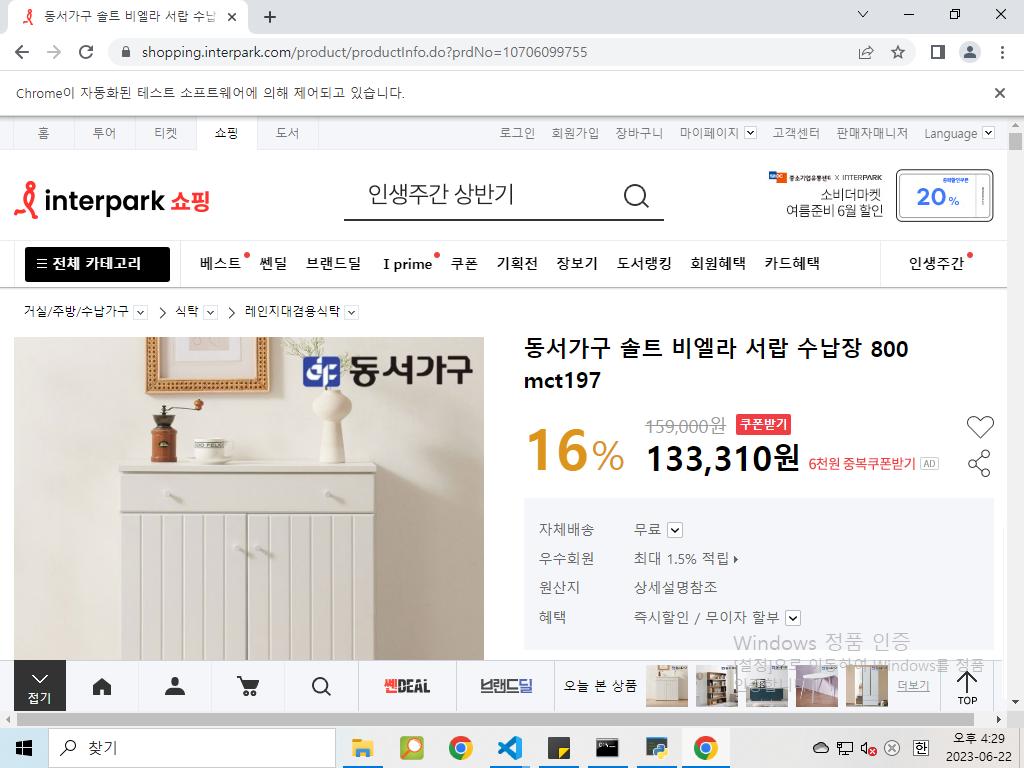 동서가구 솔트 비엘라 서랍 수납
shopping.interpark.com/product/productInfo.do?prdNo=10706099755
Chrome이 자동화된 테스트 소프트웨어에 의해 제어되고 있습니다.
홈 투어 티켓 쇼핑 도서 로그인 회원가입 장바구니 마이페이지 고객센터 판매자매니저 Language
interpark 쇼핑
인생주간 상반기
중소기업유통센터 X INTERPARK
소비더마켓
여름준비 6월 할인
20%
전체 카테고리 베스트 쎈딜 브랜드딜 I prime 쿠폰 기획전 장보기 도서랭킹 회원혜택 카드혜택 인생주간
거실/주방/수납가구 식탁 레인지대겸용식탁
동서가구
동서가구 솔트 비엘라 서랍 수납장 800
mct197
16%
159,000원 쿠폰받기
133,310원 6천원 중복쿠폰받기 AD
자체배송 무료
우수회원 최대 1.5% 적립
원산지 상세설명참조
혜택 즉시할인 / 무이자 할부
Windows 정품 인증
[설정]으로 이동하여 Windows를 정품
접기
쎈DEAL
브랜드딜
오늘 본 상품
더보기
TOP
찾기
한
오후 4:29
2023-06-22